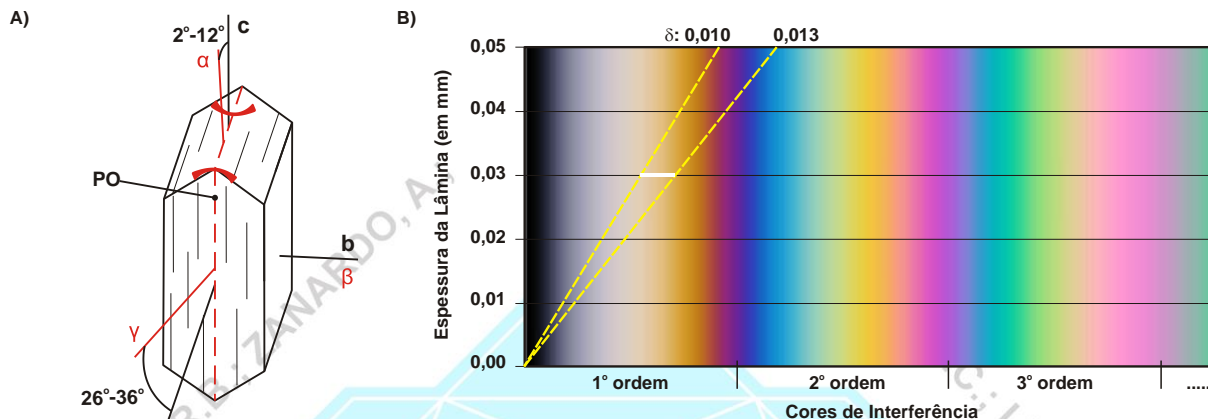 A)
2°-12°
c
α
PO
b
β
γ
26°-36°
R.B.; ZANARDO, A.,
B)
δ: 0,010
0,013
Espessura da Lâmina (em mm)
0,05
0,04
0,03
0,02
0,01
0,00
1° ordem
2° ordem
3° ordem
.....
Cores de Interferência